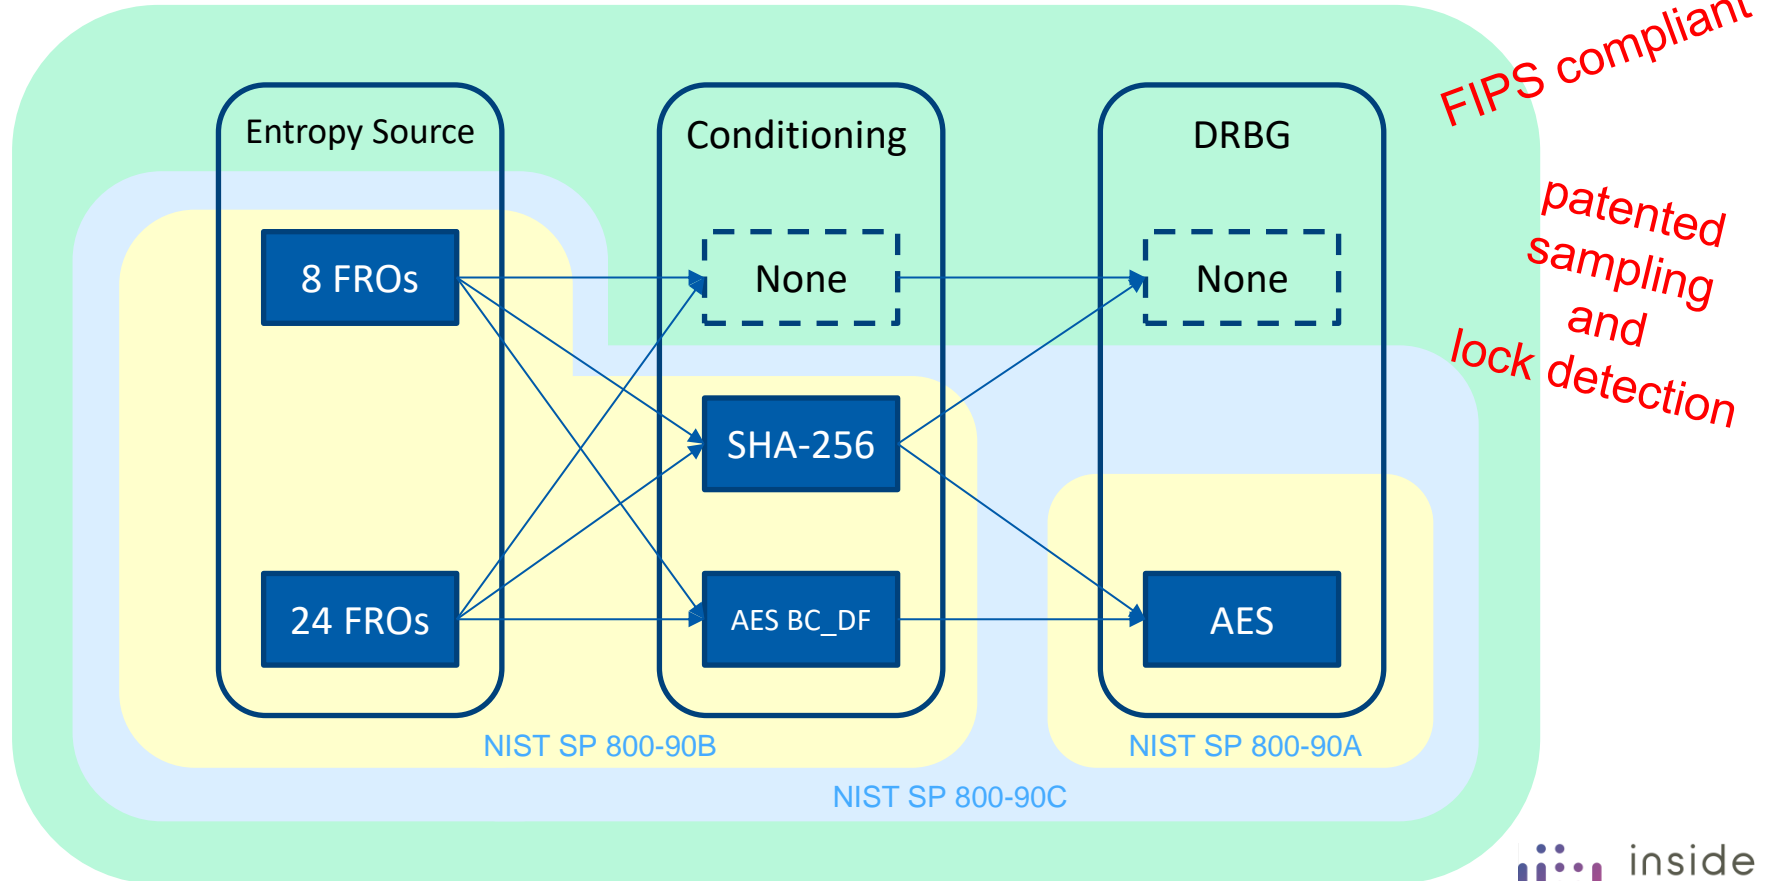 FIPS compliant
Entropy Source
Conditioning
DRBG
patented
sampling
and
lock detection
8 FROs
None
None
SHA-256
24 FROs
AES BC_DF
AES
NIST SP 800-90B
NIST SP 800-90A
NIST SP 800-90C
inside